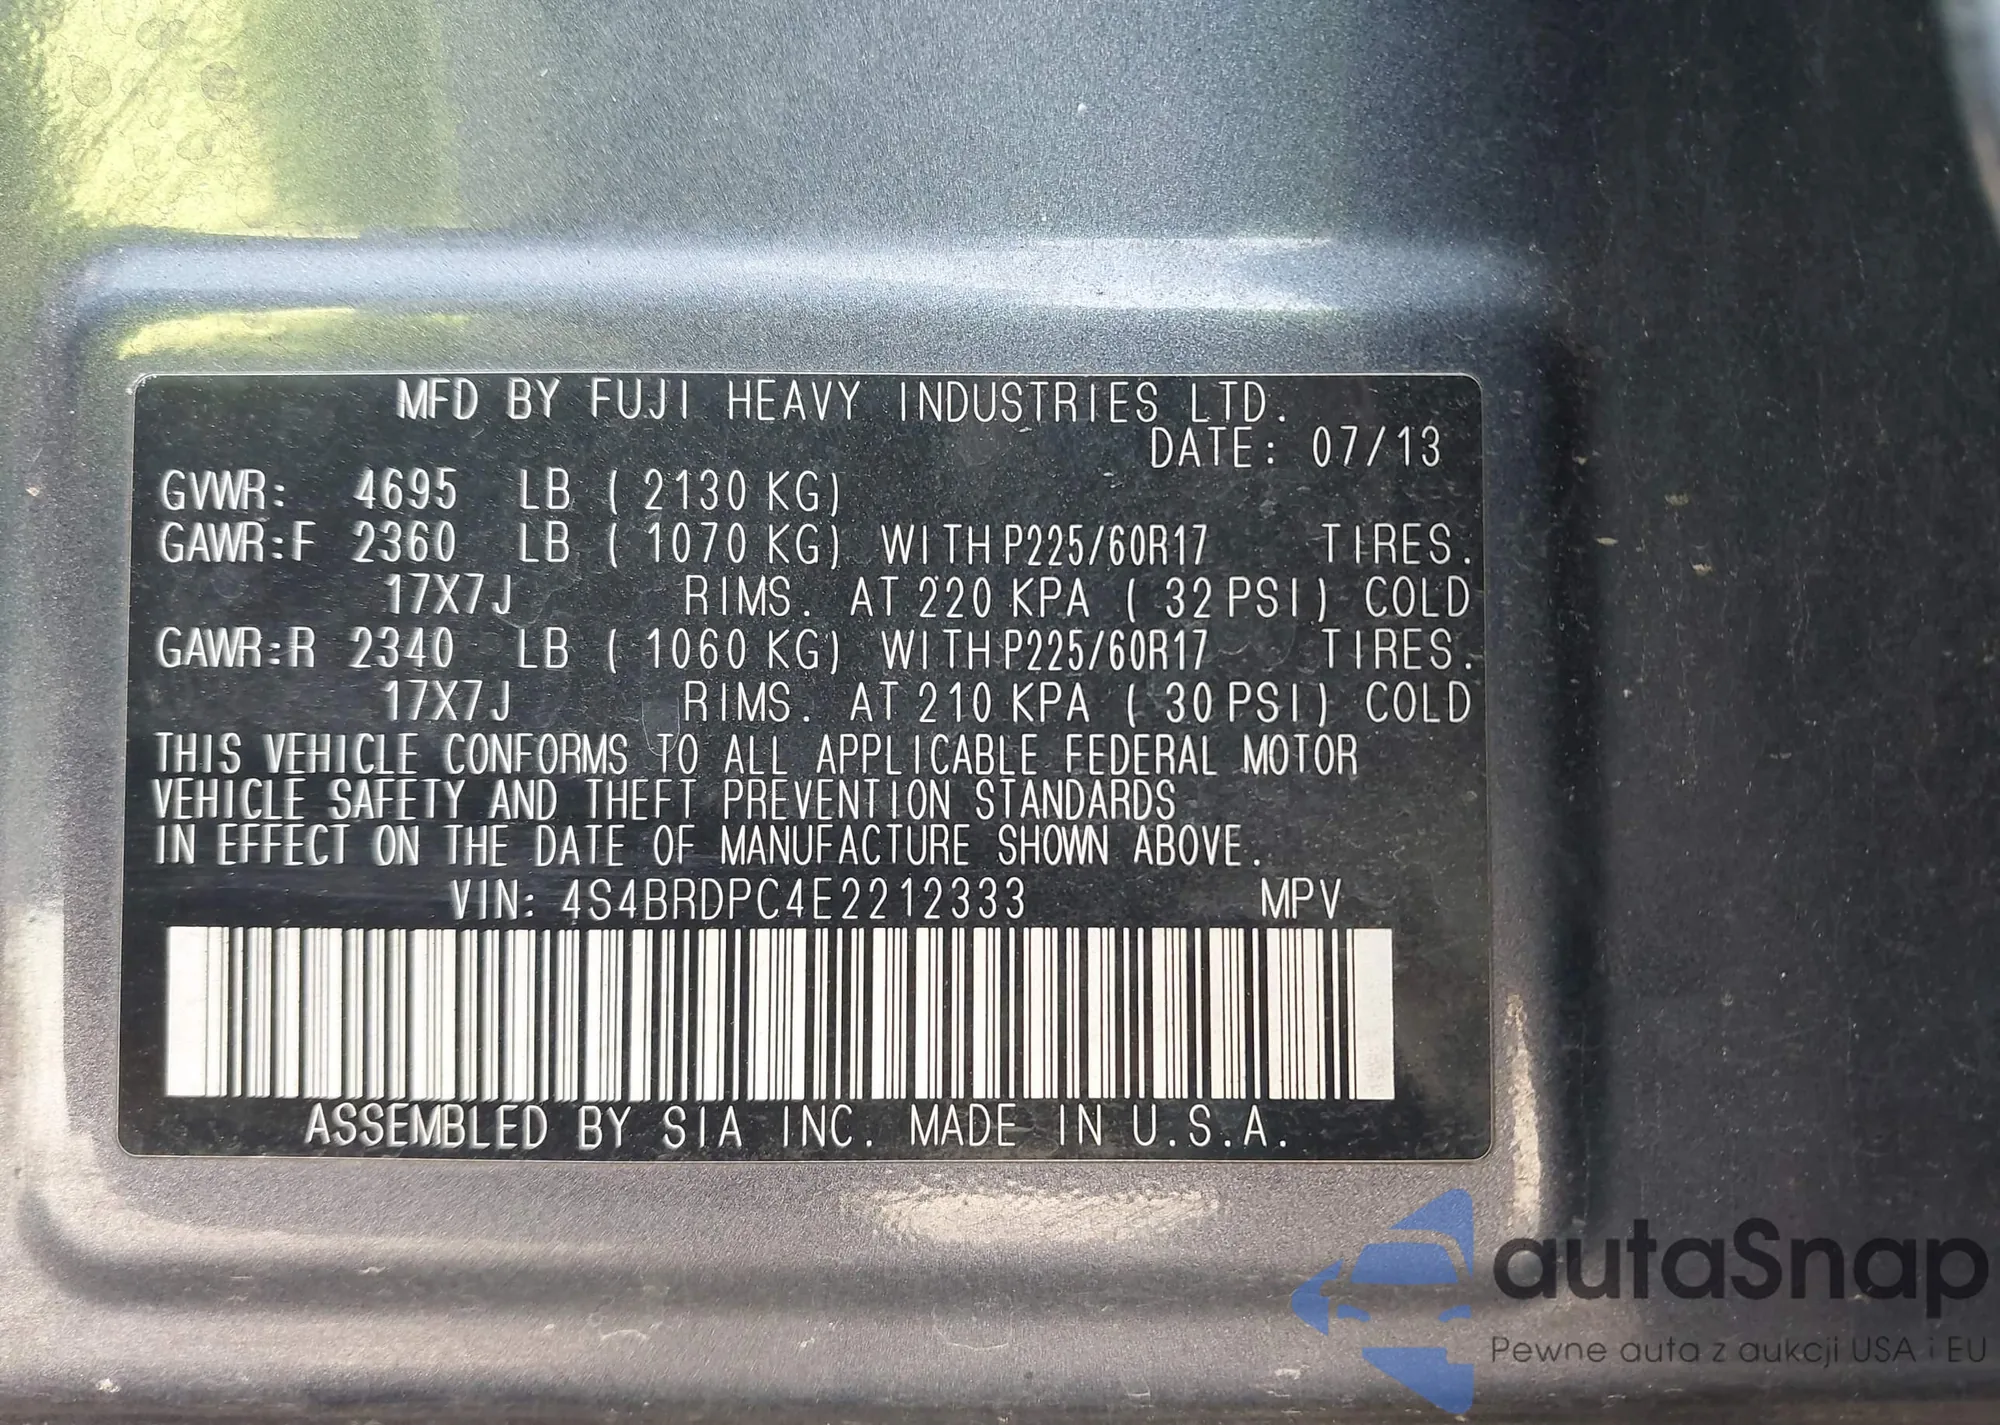 MFD BY FUJI HEAVY INDUSTRIES LTD.
DATE: 07/13
GVWR: 4695 LB ( 2130 KG)
GAWR:F 2360 LB ( 1070 KG) WITH P225/60R17 TIRES.
17X7J RIMS. AT 220 KPA ( 32 PSI) COLD
GAWR:R 2340 LB ( 1060 KG) WITH P225/60R17 TIRES.
17X7J RIMS. AT 210 KPA ( 30 PSI) COLD
THIS VEHICLE CONFORMS TO ALL APPLICABLE FEDERAL MOTOR
VEHICLE SAFETY AND THEFT PREVENTION STANDARDS
IN EFFECT ON THE DATE OF MANUFACTURE SHOWN ABOVE.
VIN: 4S4BRDPC4E2212333 MPV
ASSEMBLED BY SIA INC. MADE IN U.S.A.
autaSnap
Pewne auta z aukcji USA i EU